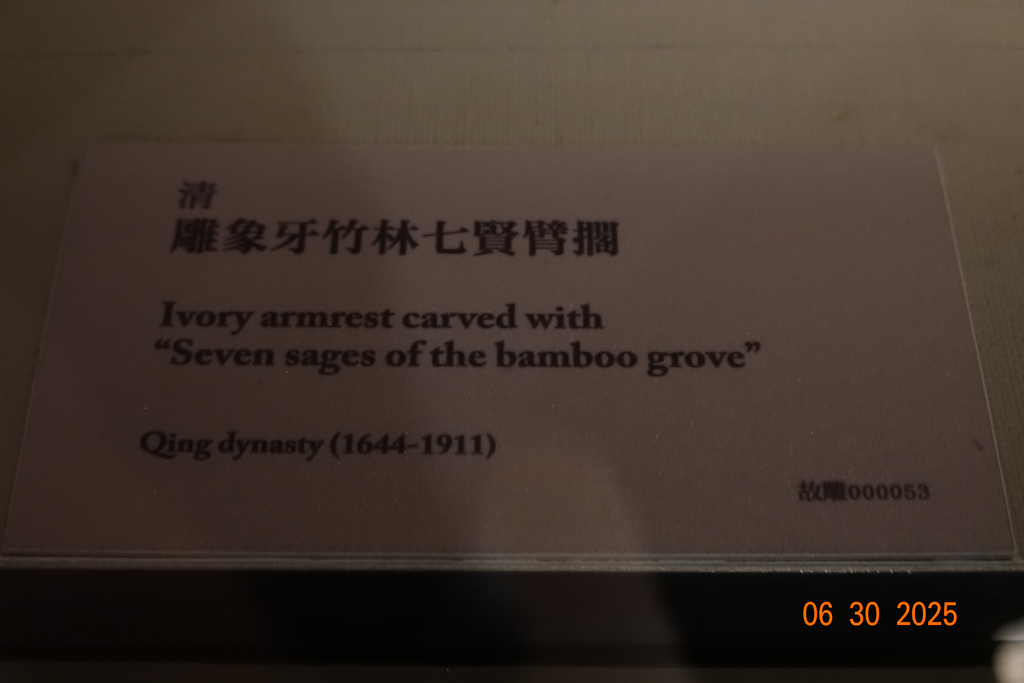 清
雕象牙竹林七賢臂擱
Ivory armrest carved with
“Seven sages of the bamboo grove”
Qing dynasty (1644-1911)
故雕000053
06 30 2025